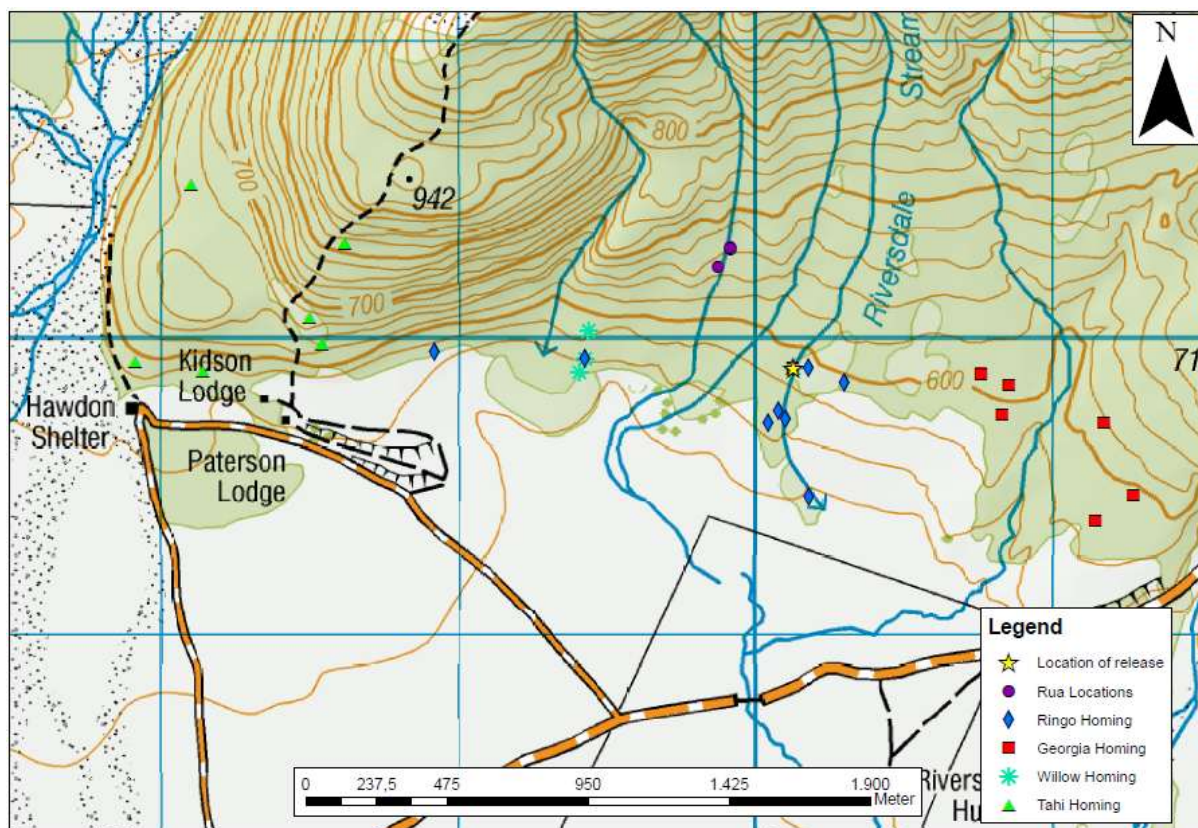 N
Stream
800
700
942
Riversdale
700
71
600
Kidson
Lodge
Hawdon
Shelter
Paterson
Lodge
Legend
Location of release
Rua Locations
Ringo Homing
Georgia Homing
Willow Homing
Tahi Homing
0 237,5 475 950 1.425 1.900
Meter
Rivers
Hu